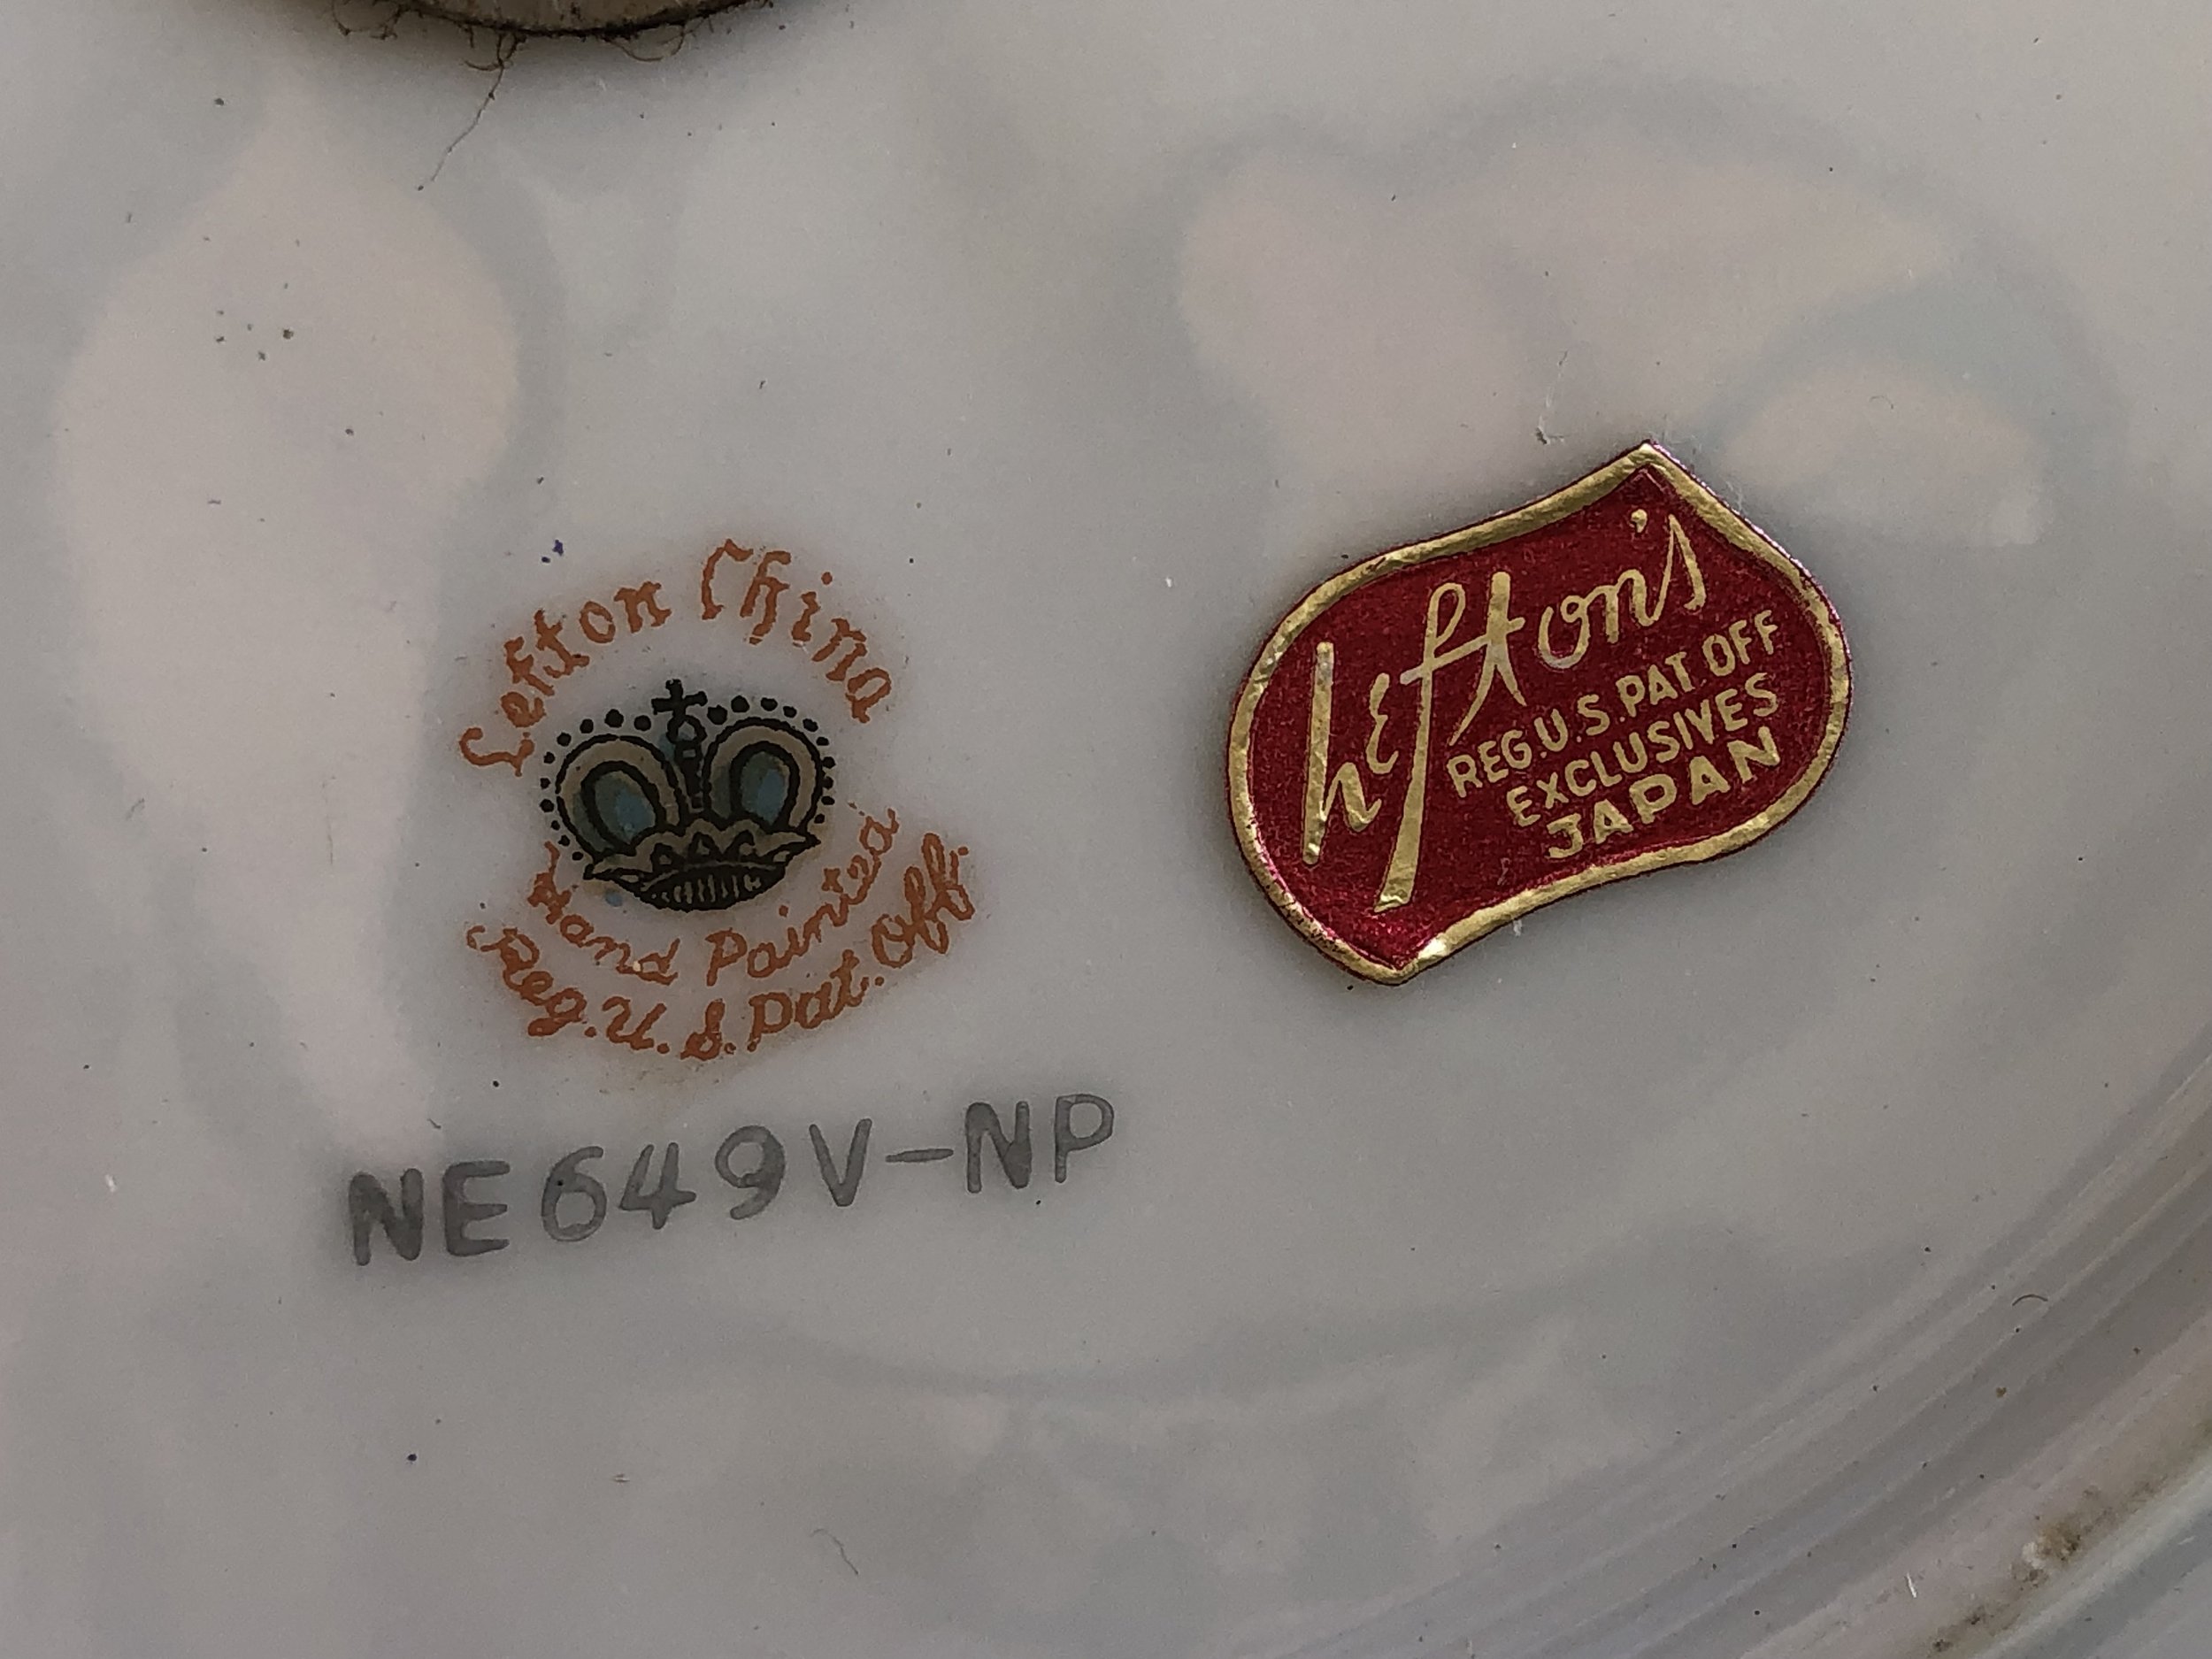 Lefton China
Hand Painted
Reg. U. S. Pat. Off.
NE649V-NP
Lefton's
REG.U.S.PAT.OFF
EXCLUSIVES
JAPAN